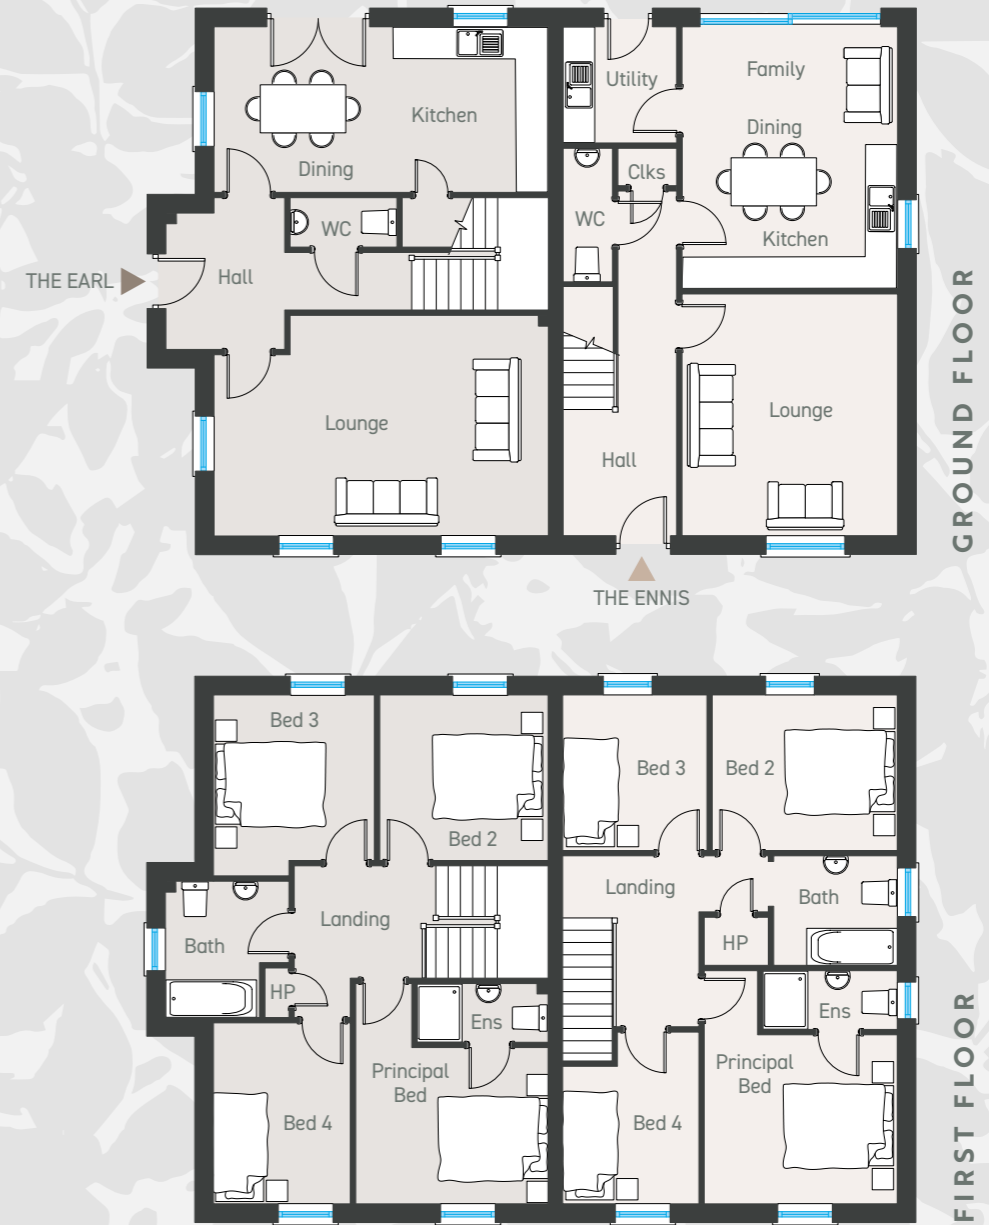 Dining
Kitchen
WC
Hall
THE EARL
Lounge
Utility
Family
Dining
Kitchen
Clks
WC
Lounge
Hall
THE ENNIS
GROUND FLOOR
Bed 3
Bed 2
Landing
Bath
HP
Ens
Principal
Bed
Bed 4
Bed 3
Bed 2
Landing
Bath
HP
Ens
Principal
Bed
Bed 4
FIRST FLOOR